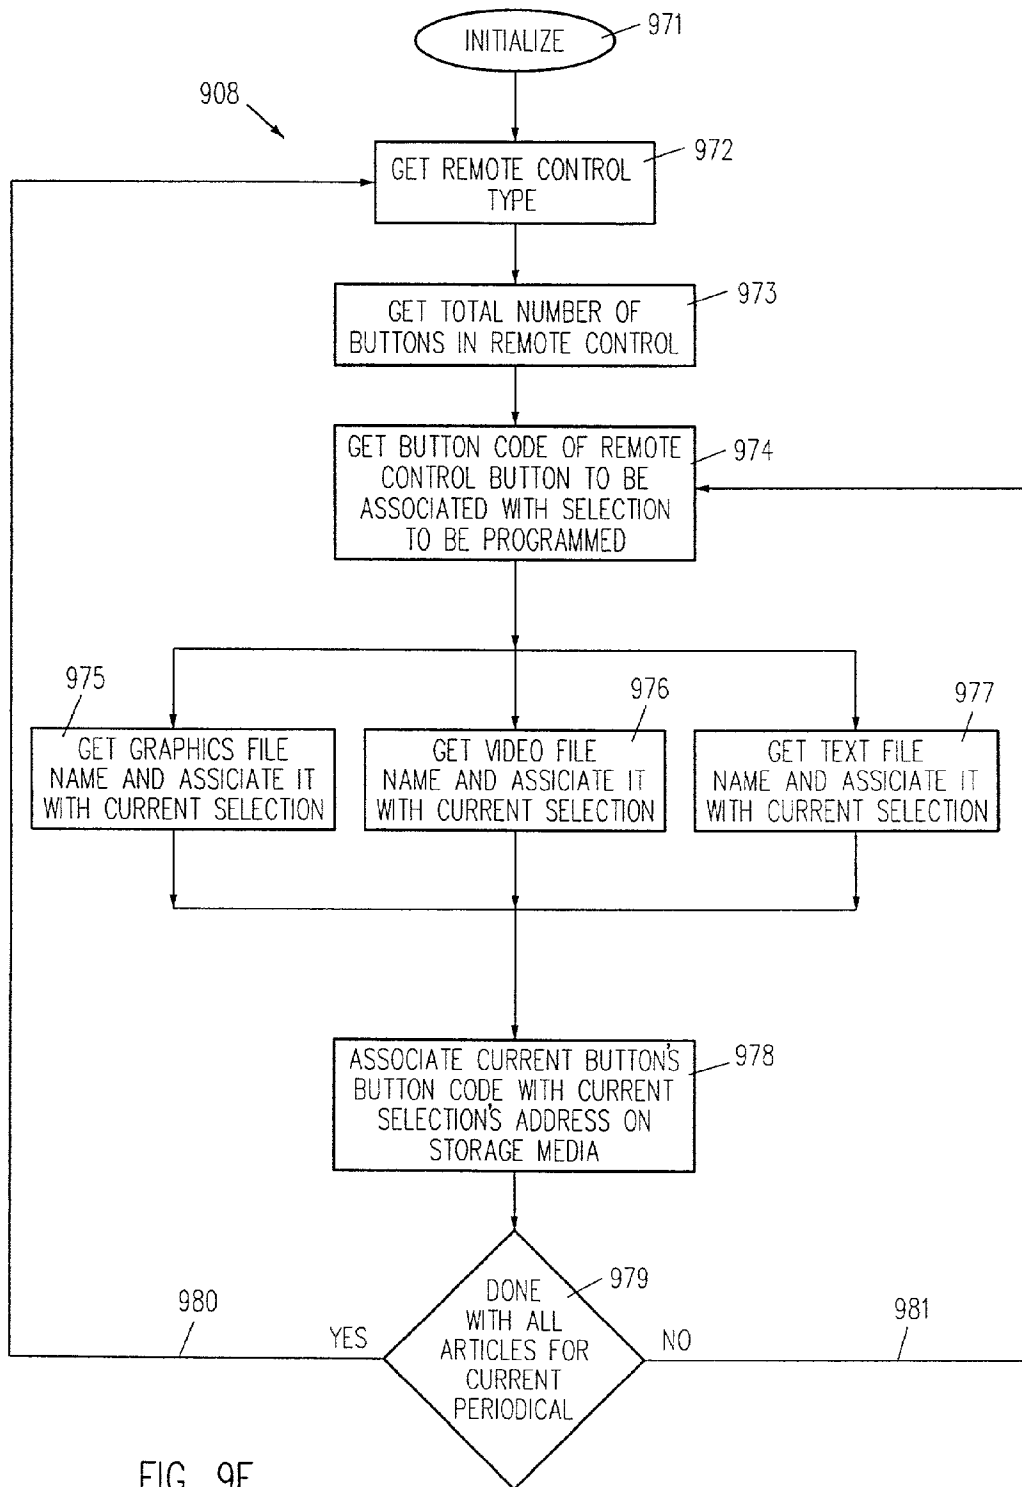 INITIALIZE
971
908
GET REMOTE CONTROL
TYPE
972
GET TOTAL NUMBER OF
BUTTONS IN REMOTE CONTROL
973
GET BUTTON CODE OF REMOTE
CONTROL BUTTON TO BE
ASSOCIATED WITH SELECTION
TO BE PROGRAMMED
974
975
GET GRAPHICS FILE
NAME AND ASSICIATE IT
WITH CURRENT SELECTION
976
GET VIDEO FILE
NAME AND ASSICIATE IT
WITH CURRENT SELECTION
977
GET TEXT FILE
NAME AND ASSICIATE IT
WITH CURRENT SELECTION
ASSOCIATE CURRENT BUTTON'S
BUTTON CODE WITH CURRENT
SELECTION'S ADDRESS ON
STORAGE MEDIA
978
DONE
WITH ALL
ARTICLES FOR
CURRENT
PERIODICAL
979
980
YES
NO
981
FIG. 9F